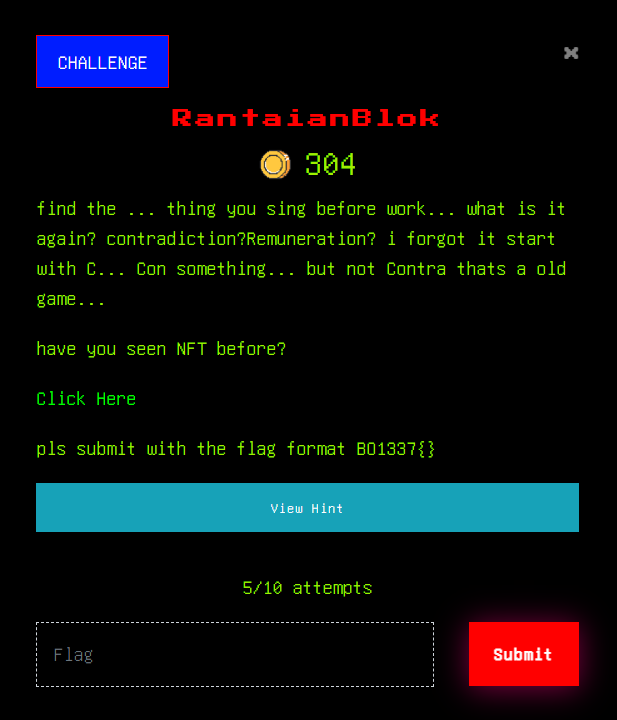 CHALLENGE
RantaianBlok
304
find the ... thing you sing before work... what is it
again? contradiction?Remuneration? i forgot it start
with C... Con something... but not Contra thats a old
game...
have you seen NFT before?
Click Here
pls submit with the flag format BO1337{}
View Hint
5/10 attempts
Flag
Submit